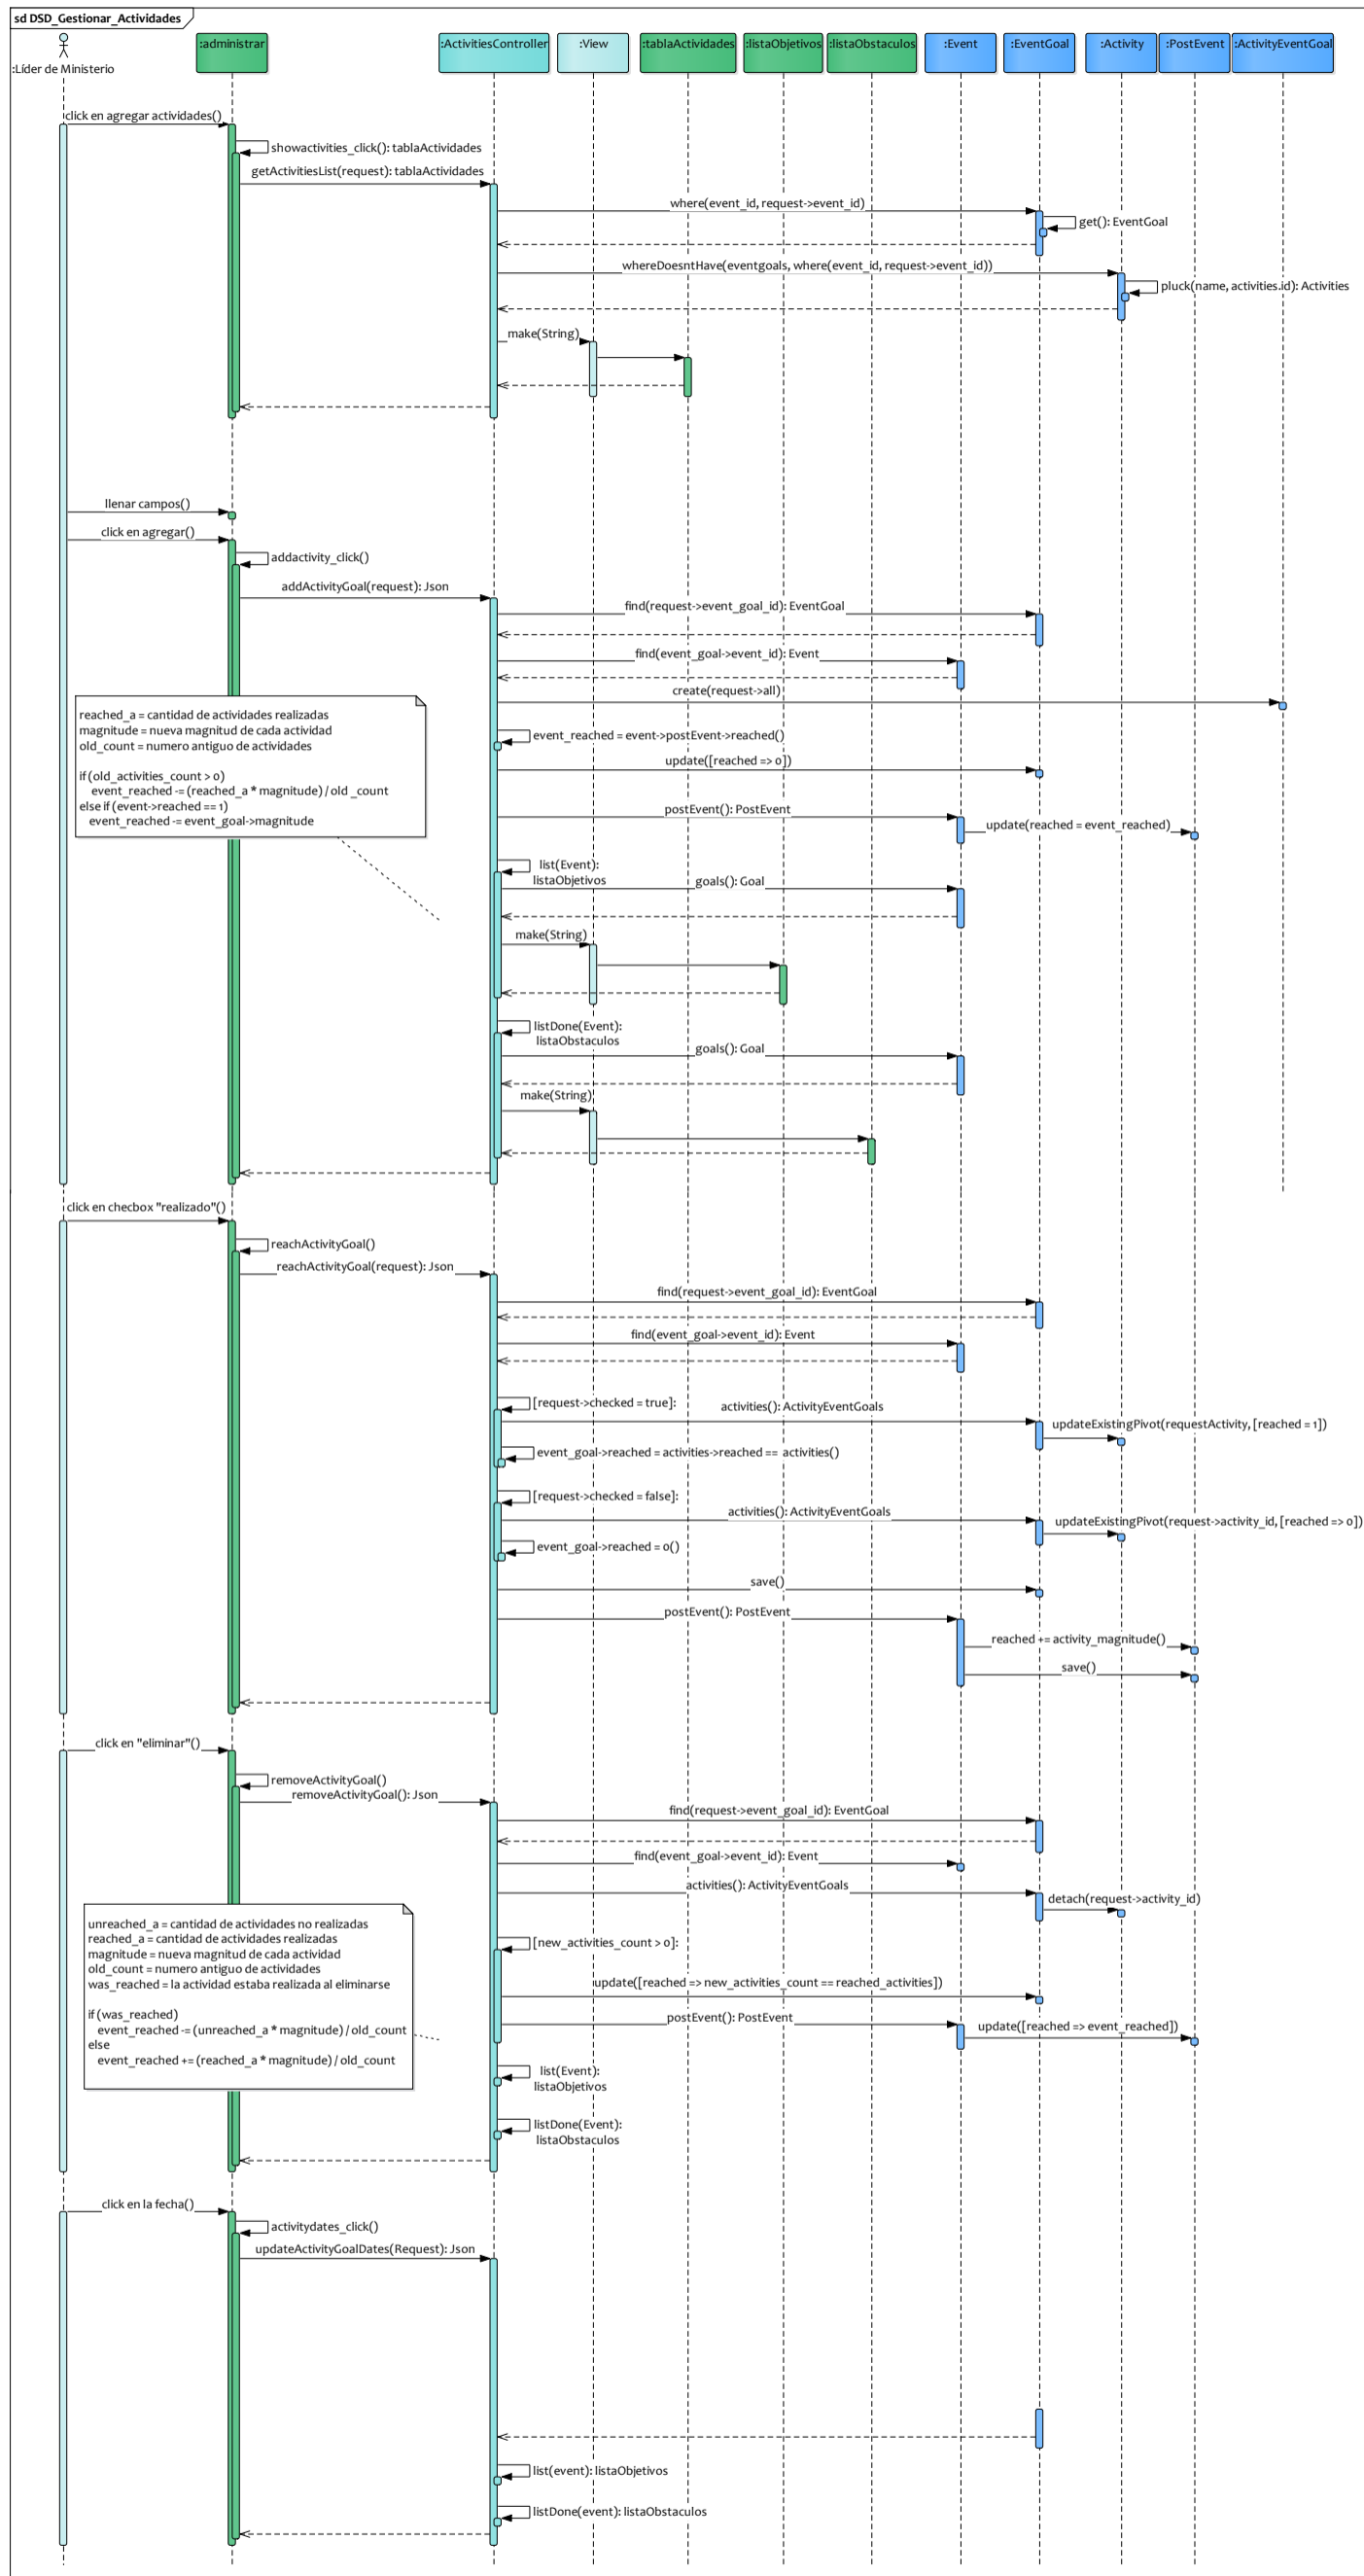 sd DSD_Gestionar_Actividades
:Líder de Ministerio
:administrar
:ActivitiesController
:View
:tablaActividades
:listaObjetivos
:listaObstaculos
:Event
:EventGoal
:Activity
:PostEvent
:ActivityEventGoal
click en agregar actividades()
showactivities_click(): tablaActividades
getActivitiesList(request): tablaActividades
where(event_id, request->event_id)
get(): EventGoal
whereDoesntHave(eventgoals, where(event_id, request->event_id))
pluck(name, activities.id): Activities
make(String)
llenar campos()
click en agregar()
addactivity_click()
addActivityGoal(request): Json
find(request->event_goal_id): EventGoal
find(event_goal->event_id): Event
create(request->all)
reached_a = cantidad de actividades realizadas
magnitude = nueva magnitud de cada actividad
old_count = numero antiguo de actividades
if (old_activities_count > 0)
event_reached -= (reached_a * magnitude) / old _count
else if (event->reached == 1)
event_reached -= event_goal->magnitude
event_reached = event->postEvent->reached()
update([reached => 0])
postEvent(): PostEvent
update(reached = event_reached)
list(Event):
listaObjetivos
goals(): Goal
make(String)
listDone(Event):
listaObstaculos
goals(): Goal
make(String)
click en checbox "realizado"()
reachActivityGoal()
reachActivityGoal(request): Json
find(request->event_goal_id): EventGoal
find(event_goal->event_id): Event
[request->checked = true]:
activities(): ActivityEventGoals
updateExistingPivot(requestActivity, [reached = 1])
event_goal->reached = activities->reached == activities()
[request->checked = false]:
activities(): ActivityEventGoals
updateExistingPivot(request->activity_id, [reached => 0])
event_goal->reached = 0()
save()
postEvent(): PostEvent
reached += activity_magnitude()
save()
click en "eliminar"()
removeActivityGoal()
removeActivityGoal(): Json
find(request->event_goal_id): EventGoal
find(event_goal->event_id): Event
activities(): ActivityEventGoals
detach(request->activity_id)
unreached_a = cantidad de actividades no realizadas
reached_a = cantidad de actividades realizadas
magnitude = nueva magnitud de cada actividad
old_count = numero antiguo de actividades
was_reached = la actividad estaba realizada al eliminarse
if (was_reached)
event_reached -= (unreached_a * magnitude) / old_count
else
event_reached += (reached_a * magnitude) / old_count
[new_activities_count > 0]:
update([reached => new_activities_count == reached_activities])
postEvent(): PostEvent
update([reached => event_reached])
list(Event):
listaObjetivos
listDone(Event):
listaObstaculos
click en la fecha()
activitydates_click()
updateActivityGoalDates(Request): Json
list(event): listaObjetivos
listDone(event): listaObstaculos